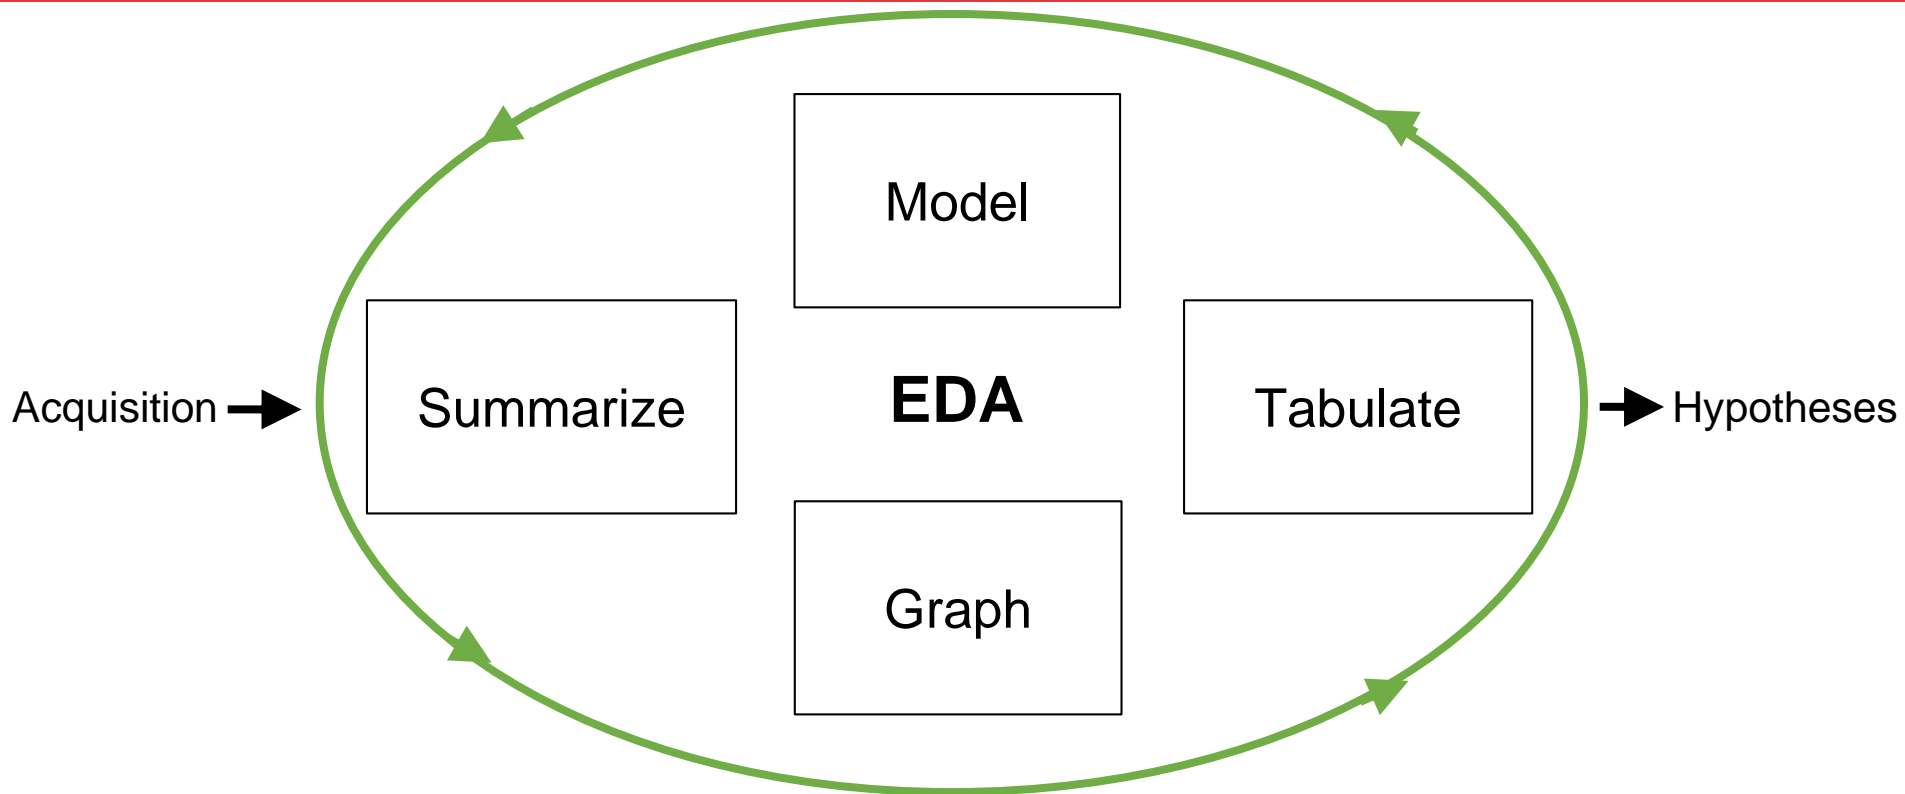 Model
Acquisition
Summarize
EDA
Tabulate
Hypotheses
Graph